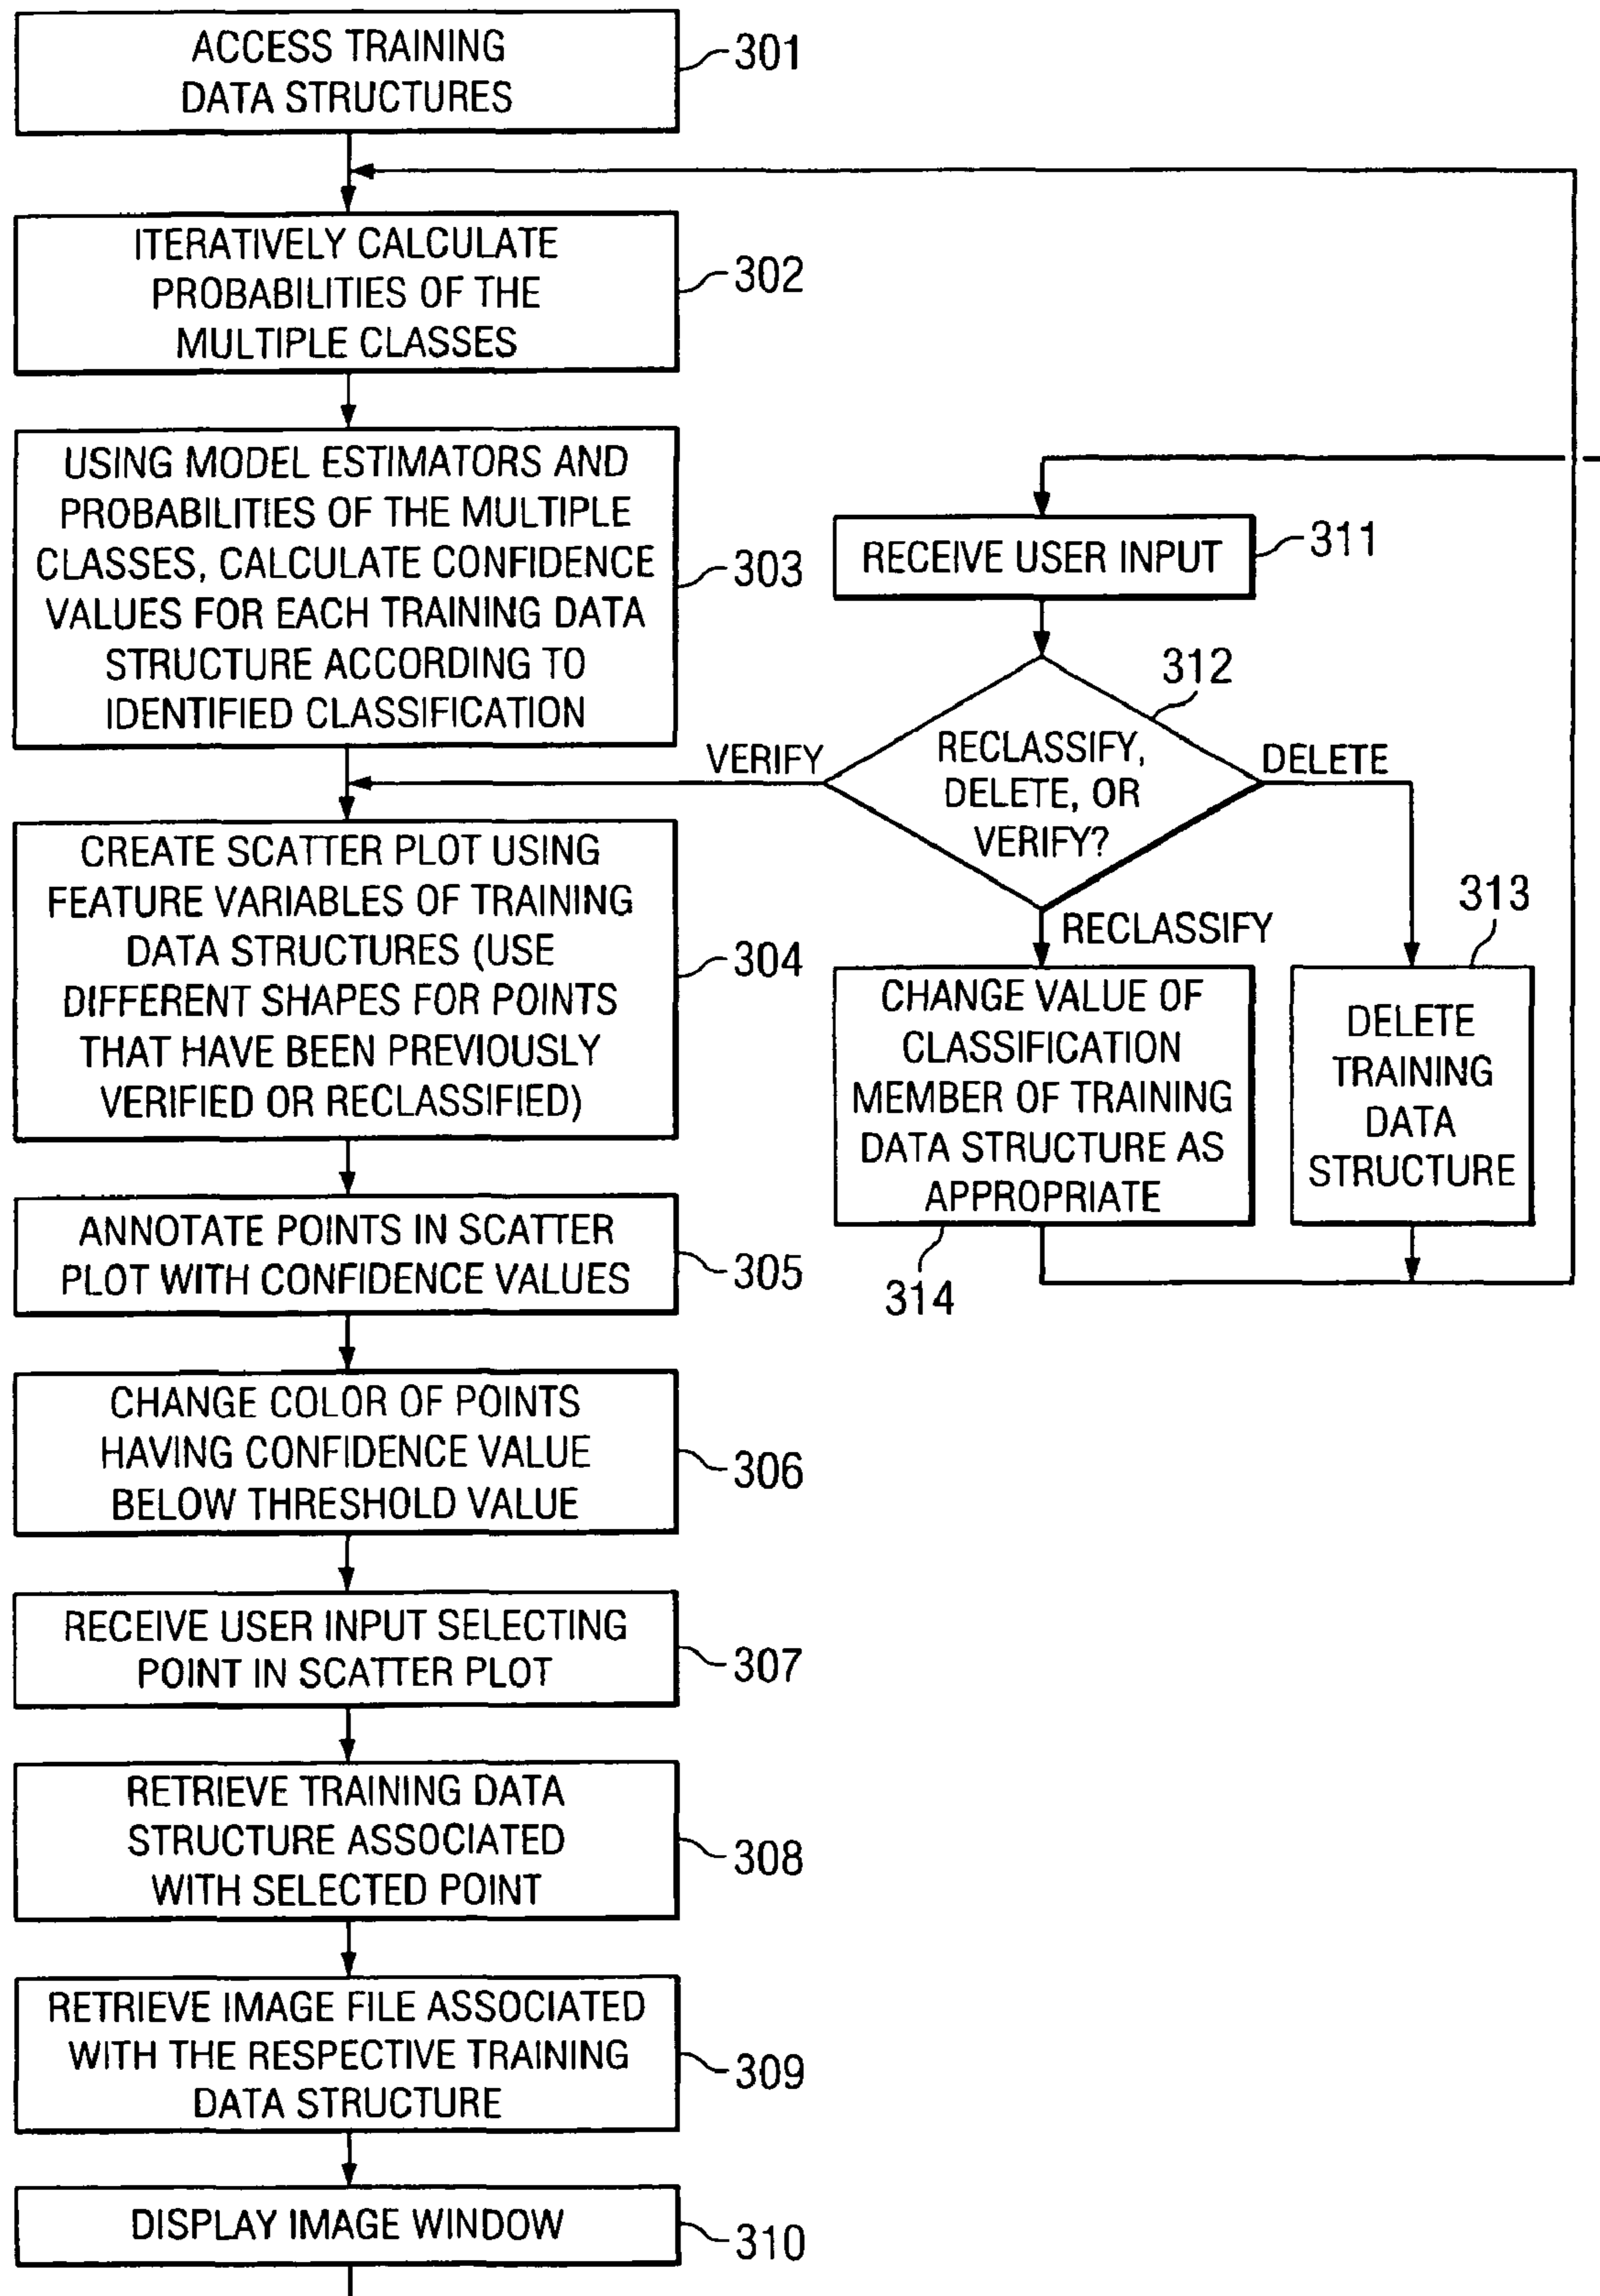 ACCESS TRAINING
DATA STRUCTURES
301
ITERATIVELY CALCULATE
PROBABILITIES OF THE
MULTIPLE CLASSES
302
USING MODEL ESTIMATORS AND
PROBABILITIES OF THE MULTIPLE
CLASSES, CALCULATE CONFIDENCE
VALUES FOR EACH TRAINING DATA
STRUCTURE ACCORDING TO
IDENTIFIED CLASSIFICATION
303
CREATE SCATTER PLOT USING
FEATURE VARIABLES OF TRAINING
DATA STRUCTURES (USE
DIFFERENT SHAPES FOR POINTS
THAT HAVE BEEN PREVIOUSLY
VERIFIED OR RECLASSIFIED)
304
ANNOTATE POINTS IN SCATTER
PLOT WITH CONFIDENCE VALUES
305
CHANGE COLOR OF POINTS
HAVING CONFIDENCE VALUE
BELOW THRESHOLD VALUE
306
RECEIVE USER INPUT SELECTING
POINT IN SCATTER PLOT
307
RETRIEVE TRAINING DATA
STRUCTURE ASSOCIATED
WITH SELECTED POINT
308
RETRIEVE IMAGE FILE ASSOCIATED
WITH THE RESPECTIVE TRAINING
DATA STRUCTURE
309
DISPLAY IMAGE WINDOW
310
RECEIVE USER INPUT
311
RECLASSIFY,
DELETE, OR
VERIFY?
312
VERIFY
DELETE
RECLASSIFY
DELETE
TRAINING
DATA
STRUCTURE
313
CHANGE VALUE OF
CLASSIFICATION
MEMBER OF TRAINING
DATA STRUCTURE AS
APPROPRIATE
314